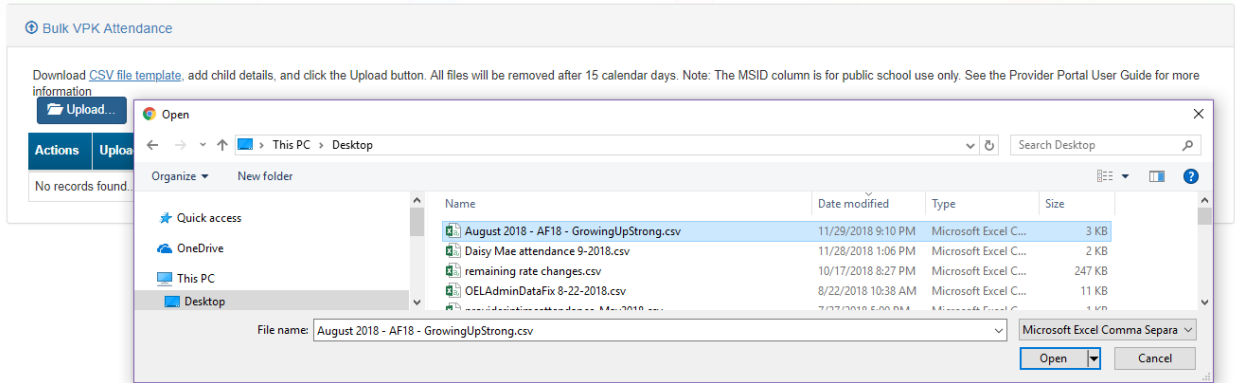 Bulk VPK Attendance
Download CSV file template, add child details, and click the Upload button. All files will be removed after 15 calendar days. Note: The MSID column is for public school use only. See the Provider Portal User Guide for more
information
Upload...
Open
This PC > Desktop
Search Desktop
Actions Uploa
Organize New folder
No records found..
Name Date modified Type Size
Quick access
August 2018 - AF18 - GrowingUpStrong.csv 11/29/2018 9:10 PM Microsoft Excel C... 3 KB
OneDrive
Daisy Mae attendance 9-2018.csv 11/28/2018 1:06 PM Microsoft Excel C... 2 KB
This PC
remaining rate changes.csv 10/17/2018 8:27 PM Microsoft Excel C... 247 KB
Desktop
OELAdminDataFix 8-22-2018.csv 8/22/2018 10:38 AM Microsoft Excel C... 11 KB
File name: August 2018 - AF18 - GrowingUpStrong.csv
Microsoft Excel Comma Separa
Open
Cancel